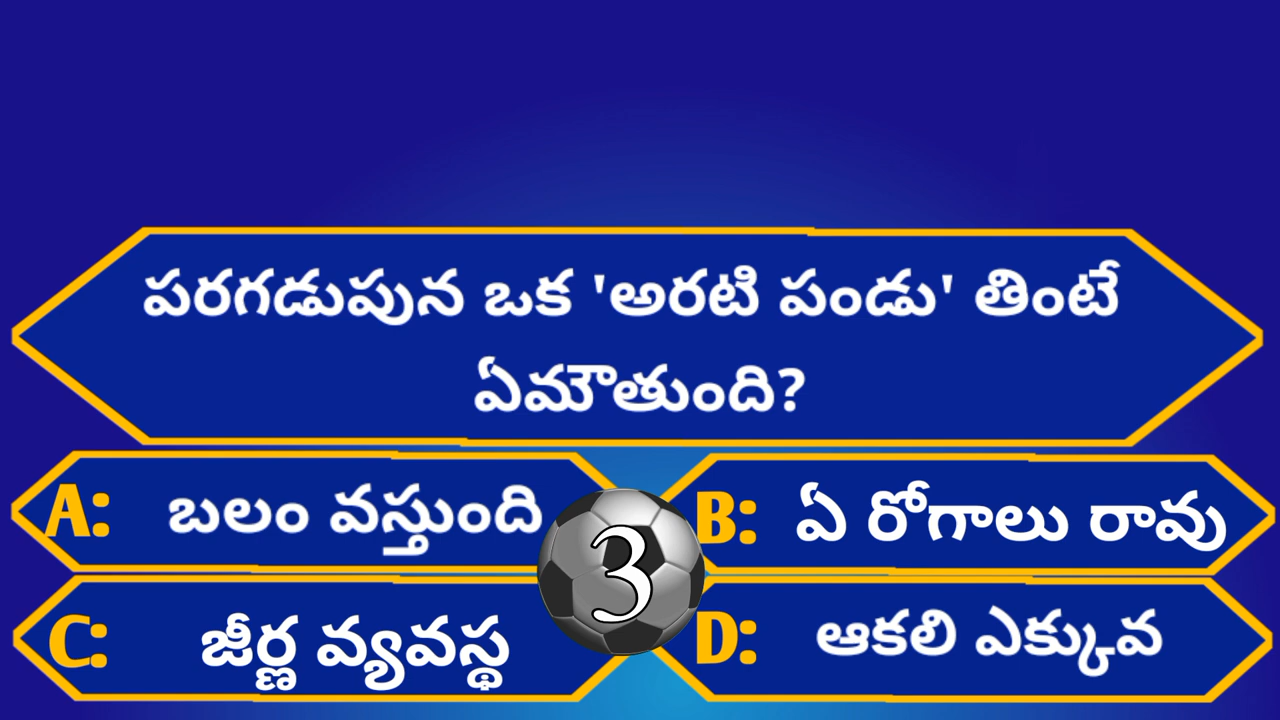 పరగడుపున ఒక 'అరటి పండు' తింటే
ఏమౌతుంది?
A: బలం వస్తుంది
B: ఏ రోగాలు రావు
3
C: జీర్ణ వ్యవస్థ
D: ఆకలి ఎక్కువ